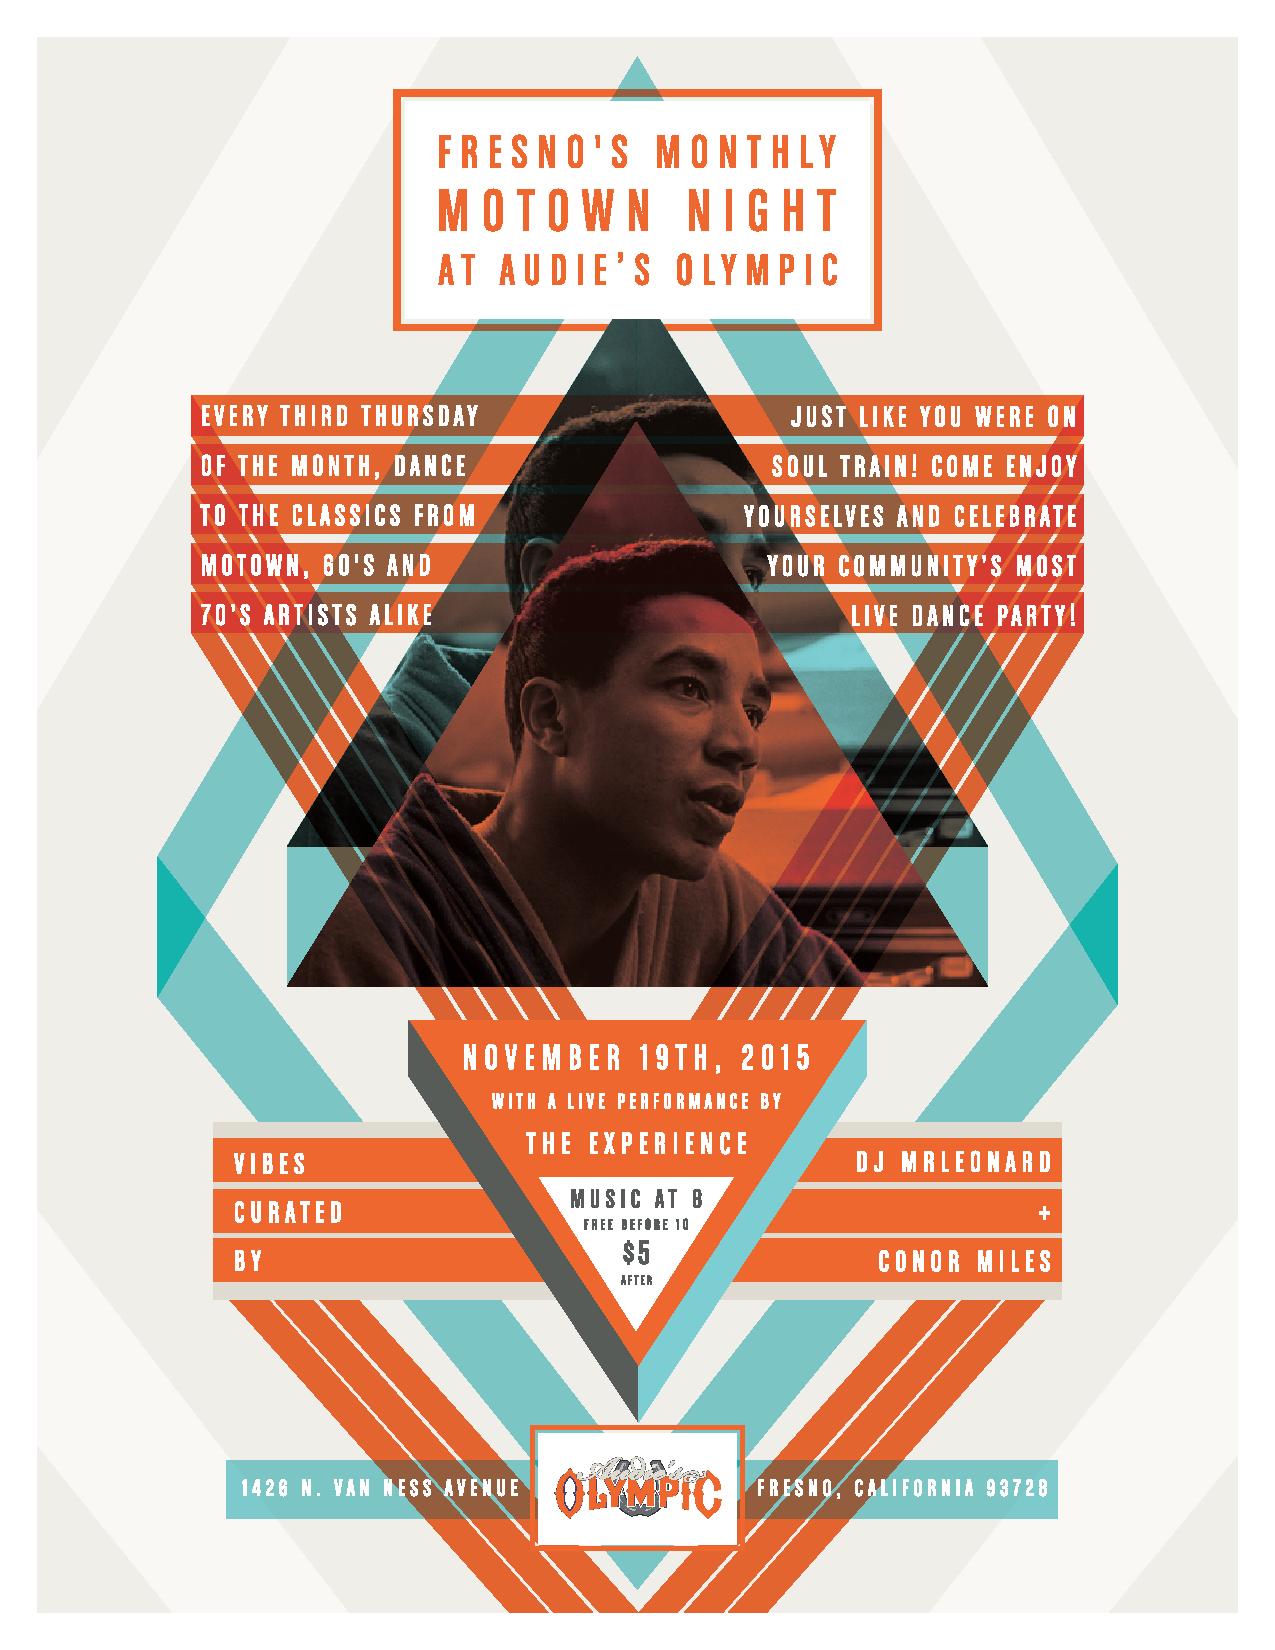 FRESNO'S MONTHLY
MOTOWN NIGHT
AT AUDIE'S OLYMPIC
EVERY THIRD THURSDAY
OF THE MONTH, DANCE
TO THE CLASSICS FROM
MOTOWN, 60'S AND
70'S ARTISTS ALIKE
JUST LIKE YOU WERE ON
SOUL TRAIN! COME ENJOY
YOURSELVES AND CELEBRATE
YOUR COMMUNITY'S MOST
LIVE DANCE PARTY!
NOVEMBER 19TH, 2015
WITH A LIVE PERFORMANCE BY
THE EXPERIENCE
MUSIC AT 8
FREE BEFORE 10
$5
AFTER
VIBES
CURATED
BY
DJ MRLEONARD
+
CONOR MILES
1426 N. VAN NESS AVENUE
Audie's
OLYMPIC
FRESNO, CALIFORNIA 93728